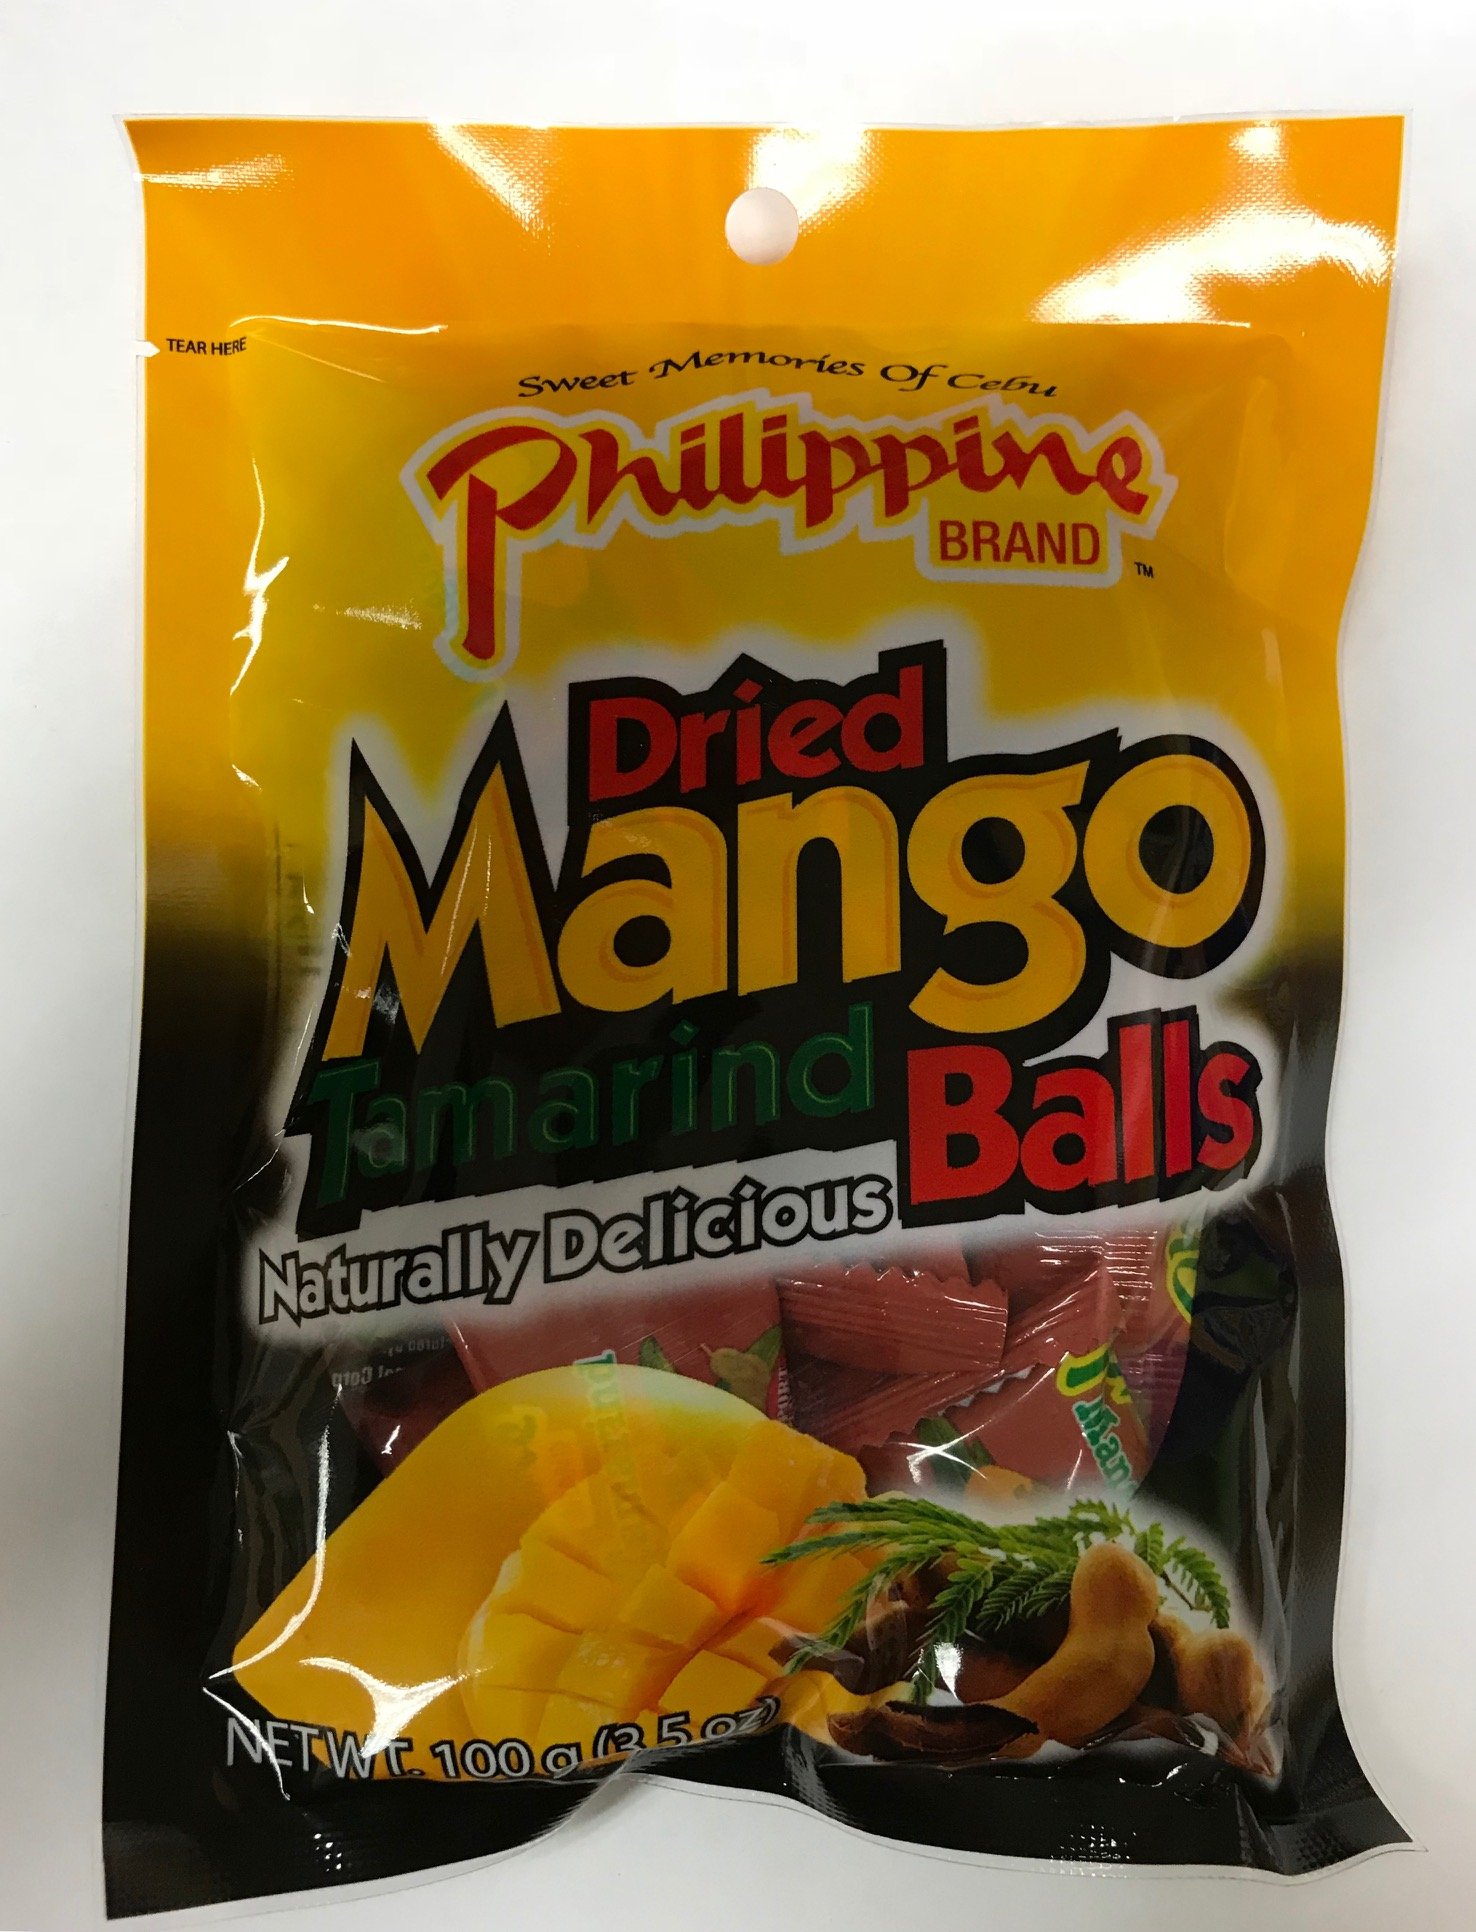 TEAR HERE
Sweet Memories Of Cebu
Philippine
BRAND
TM
Dried
Mango
Tamarind Balls
Naturally Delicious
NET WT. 100 g (3.5 oz)